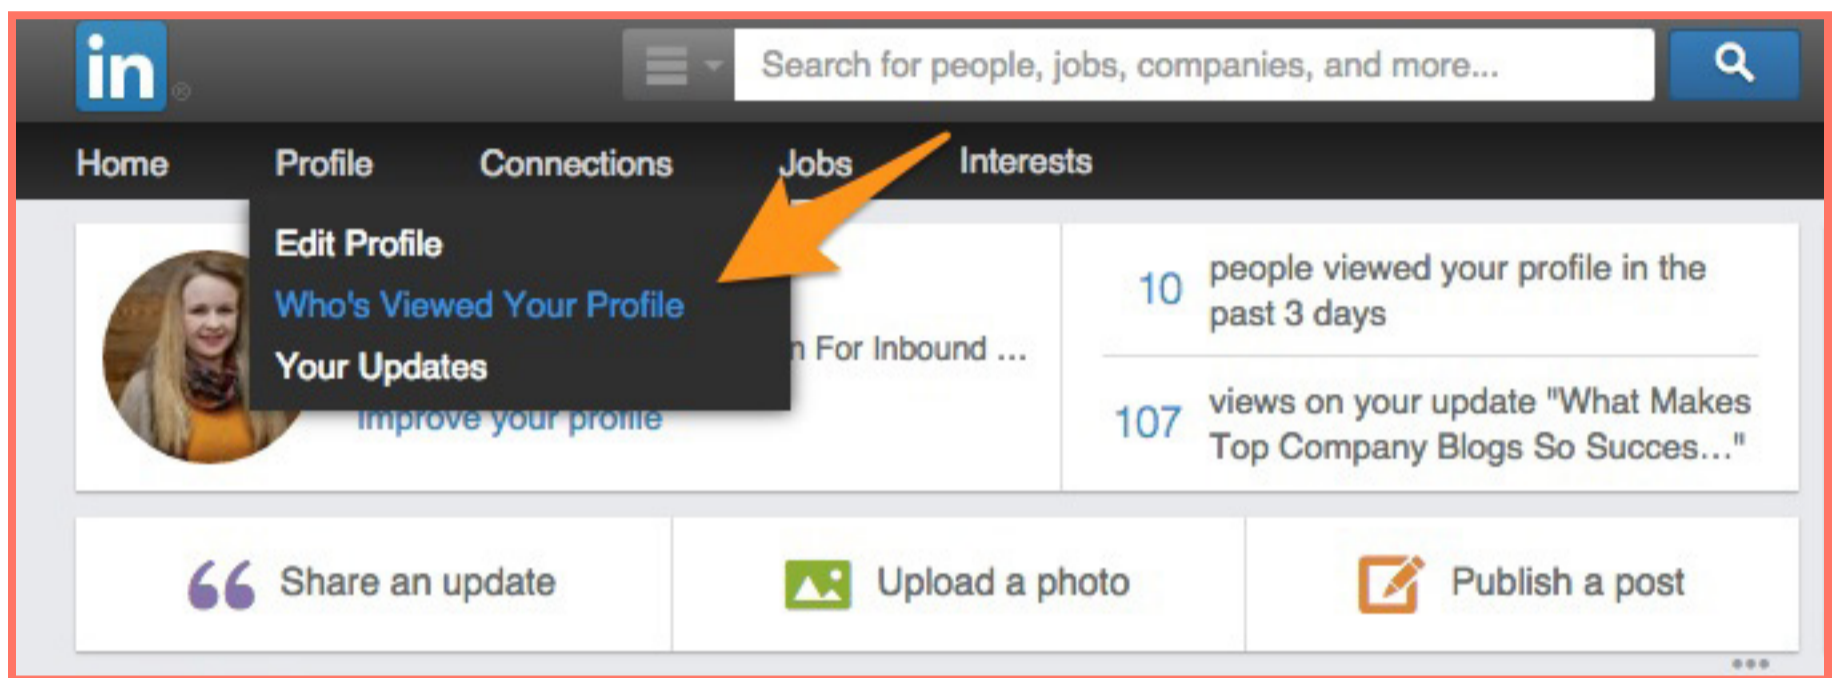 in ®
Search for people, jobs, companies, and more...
Home Profile Connections Jobs Interests
Edit Profile
Who's Viewed Your Profile
Your Updates
n For Inbound ...
Improve your profile
10 people viewed your profile in the
past 3 days
107 views on your update "What Makes
Top Company Blogs So Succes..."
Share an update
Upload a photo
Publish a post